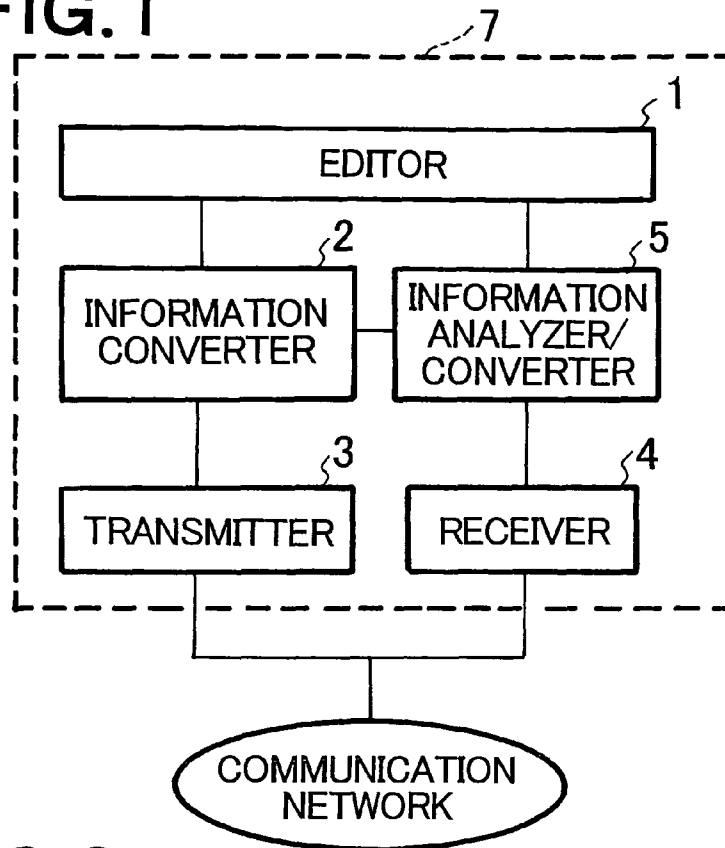 FIG. 1
7
1
EDITOR
2
5
INFORMATION
CONVERTER
INFORMATION
ANALYZER/
CONVERTER
3
4
TRANSMITTER
RECEIVER
COMMUNICATION
NETWORK